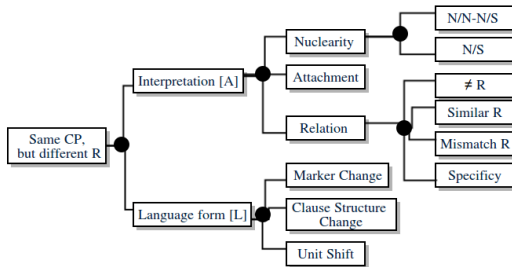 N/N-N/S
Nuclearity
N/S
Interpretation [A]
Attachment
≠ R
Similar R
Same CP,
but different R
Relation
Mismatch R
Marker Change
Specificy
Language form [L]
Clause Structure
Change
Unit Shift